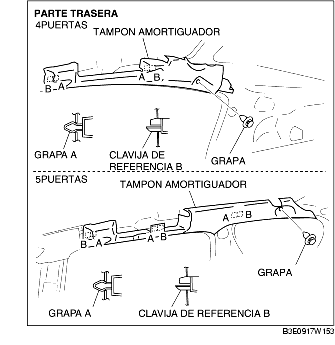 PARTE TRASERA
4PUERTAS
TAMPON AMORTIGUADOR
B A
B A
GRAPA A
CLAVIJA DE
REFERENCIA B
GRAPA
5PUERTAS
TAMPON AMORTIGUADOR
A B
B A
A B
GRAPA
GRAPA A
CLAVIJA DE REFERENCIA B
B3E0917W153